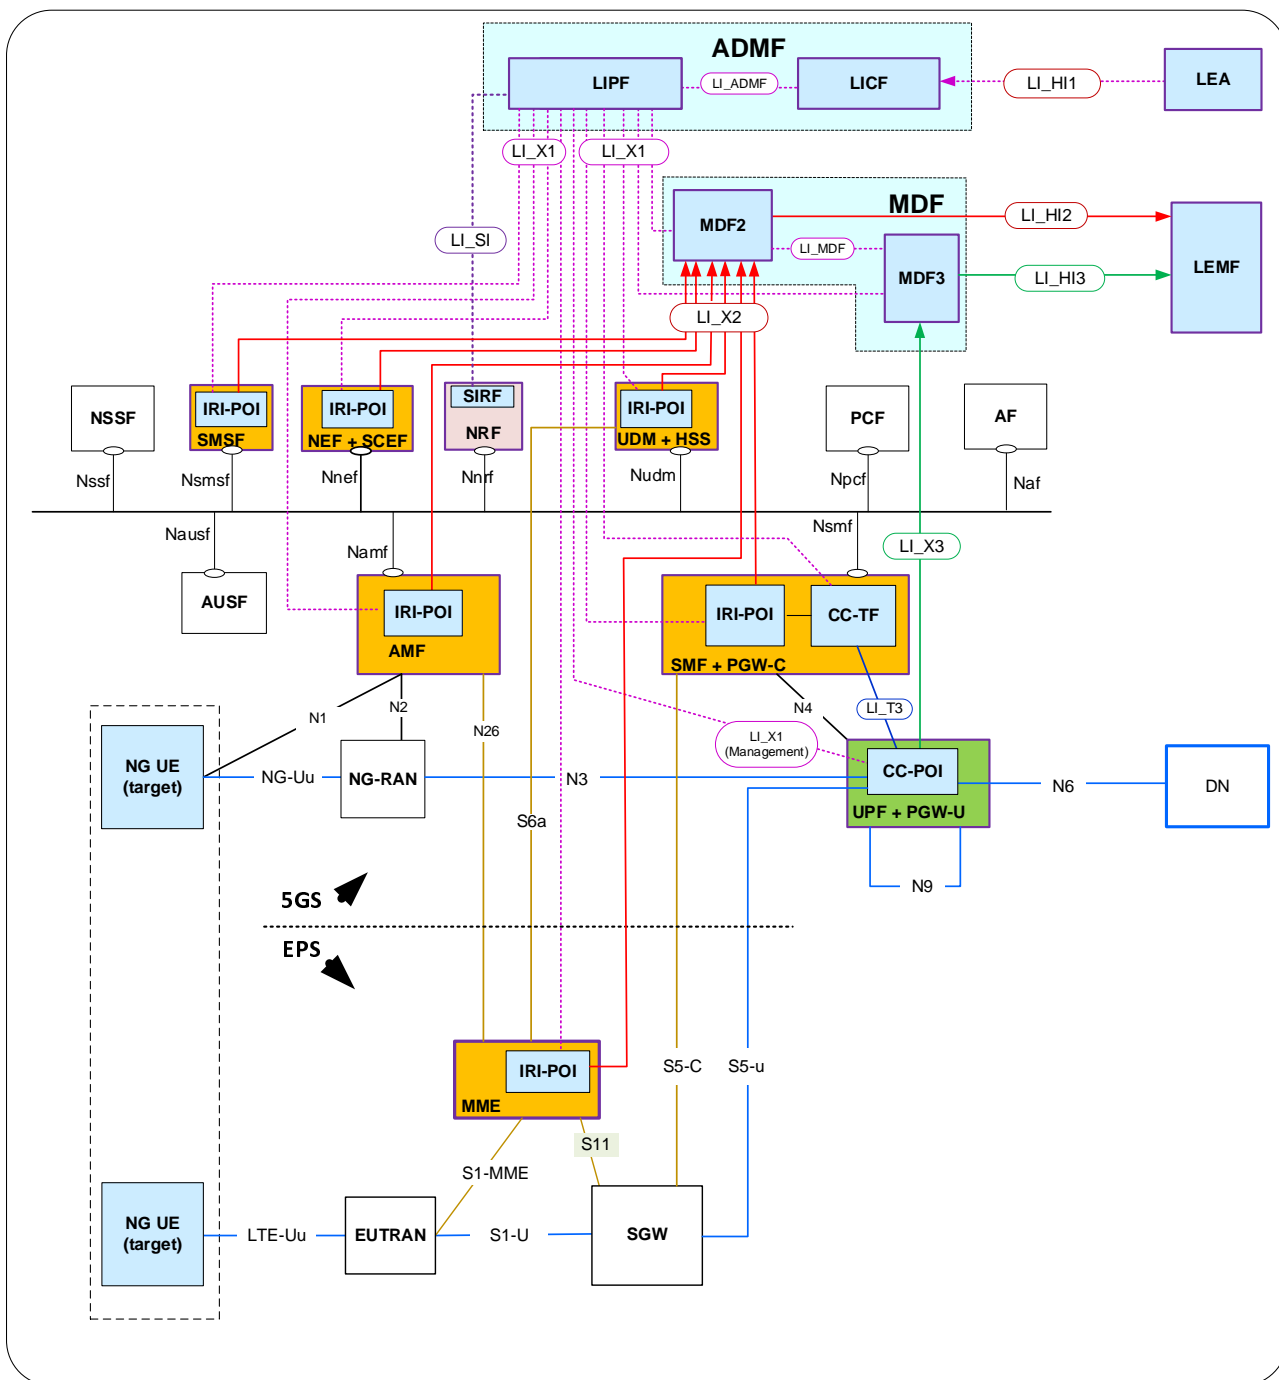 ADMF
LIPF
LI_ADMF
LICF
LI_HI1
LEA
LI_X1
LI_X1
MDF
MDF2
LI_HI2
LI_SI
LI_MDF
MDF3
LI_HI3
LEMF
LI_X2
NSSF
IRI-POI
SMSF
IRI-POI
NEF + SCEF
SIRF
NRF
IRI-POI
UDM + HSS
PCF
AF
Nssf
Nsmsf
Nnef
Nnrf
Nudm
Npcf
Naf
Nausf
Namf
Nsmf
LI_X3
AUSF
IRI-POI
AMF
IRI-POI
CC-TF
SMF + PGW-C
N1
N2
N26
N4
LI_T3
LI_X1
(Management)
NG UE
(target)
NG-Uu
NG-RAN
N3
CC-POI
UPF + PGW-U
N6
DN
S6a
N9
5GS
EPS
IRI-POI
MME
S5-C
S5-u
S11
S1-MME
NG UE
(target)
LTE-Uu
EUTRAN
S1-U
SGW